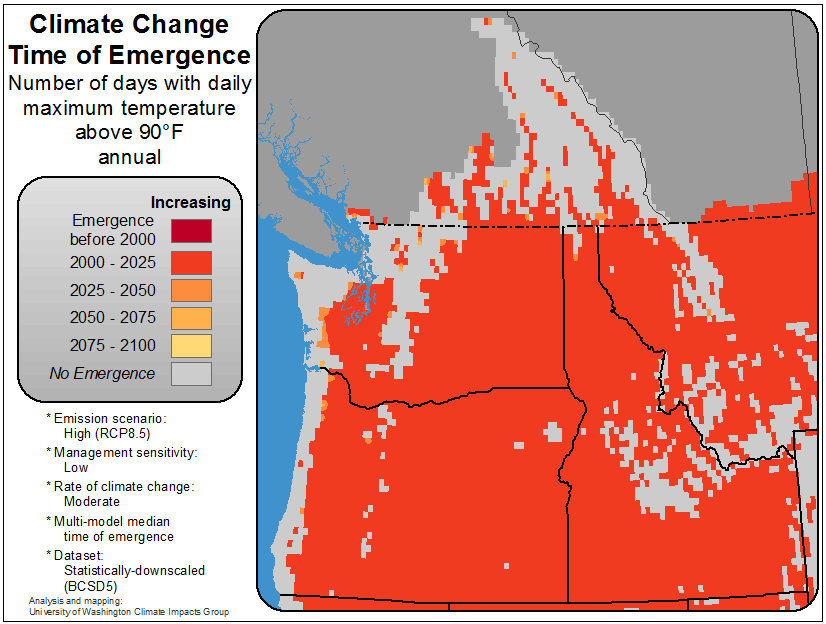 Climate Change
Time of Emergence
Number of days with daily
maximum temperature
above 90°F
annual
Increasing
Emergence
before 2000
2000 - 2025
2025 - 2050
2050 - 2075
2075 - 2100
No Emergence
* Emission scenario:
High (RCP8.5)
* Management sensitivity:
Low
* Rate of climate change:
Moderate
* Multi-model median
time of emergence
* Dataset:
Statistically-downscaled
(BCSD5)
Analysis and mapping:
University of Washington Climate Impacts Group